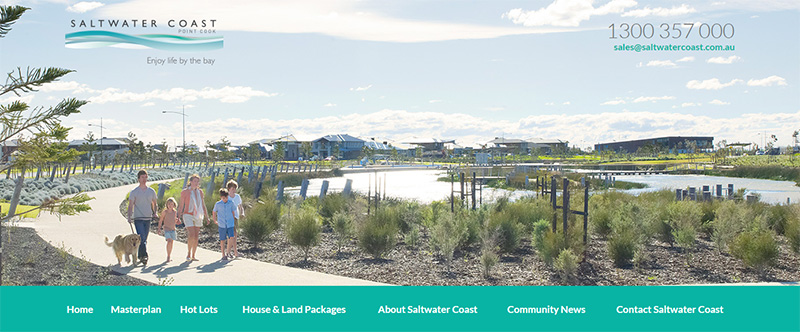 SALTWATER COAST
POINT COOK
Enjoy life by the bay
1300 357 000
sales@saltwatercoast.com.au
Home Masterplan Hot Lots House & Land Packages About Saltwater Coast Community News Contact Saltwater Coast